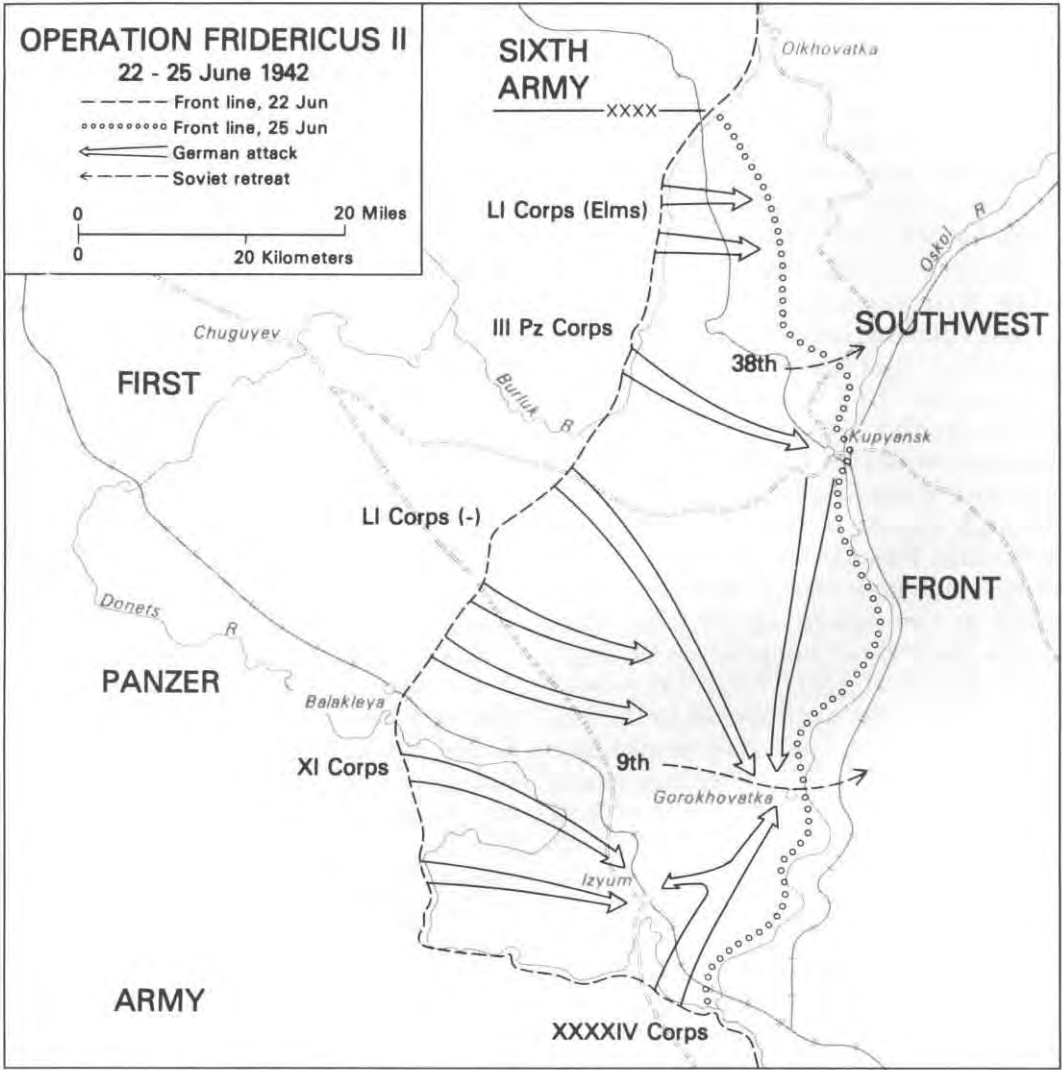 OPERATION FRIDERICUS II
22 - 25 June 1942
Front line, 22 Jun
Front line, 25 Jun
German attack
Soviet retreat
0 20 Miles
0 20 Kilometers
SIXTH
ARMY
XXXX
Olkhovatka
LI Corps (Elms)
Oskol R
III Pz Corps
SOUTHWEST
Chuguyev
38th
FIRST
Burluk R
Kupyansk
LI Corps (-)
FRONT
Donets R
PANZER
Balakleya
XI Corps
9th
Gorokhovatka
Izyum
ARMY
XXXXIV Corps